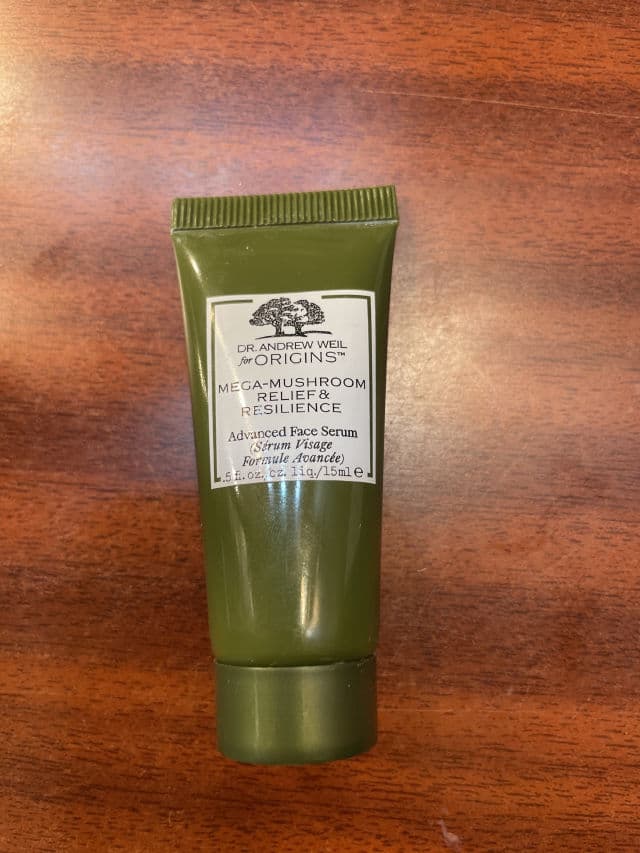 DR. ANDREW WEIL
for ORIGINS™
MEGA-MUSHROOM
RELIEF &
RESILIENCE
Advanced Face Serum
(Sérum Visage
Formule Avancée)
.5 fl. oz./oz. liq./15ml e